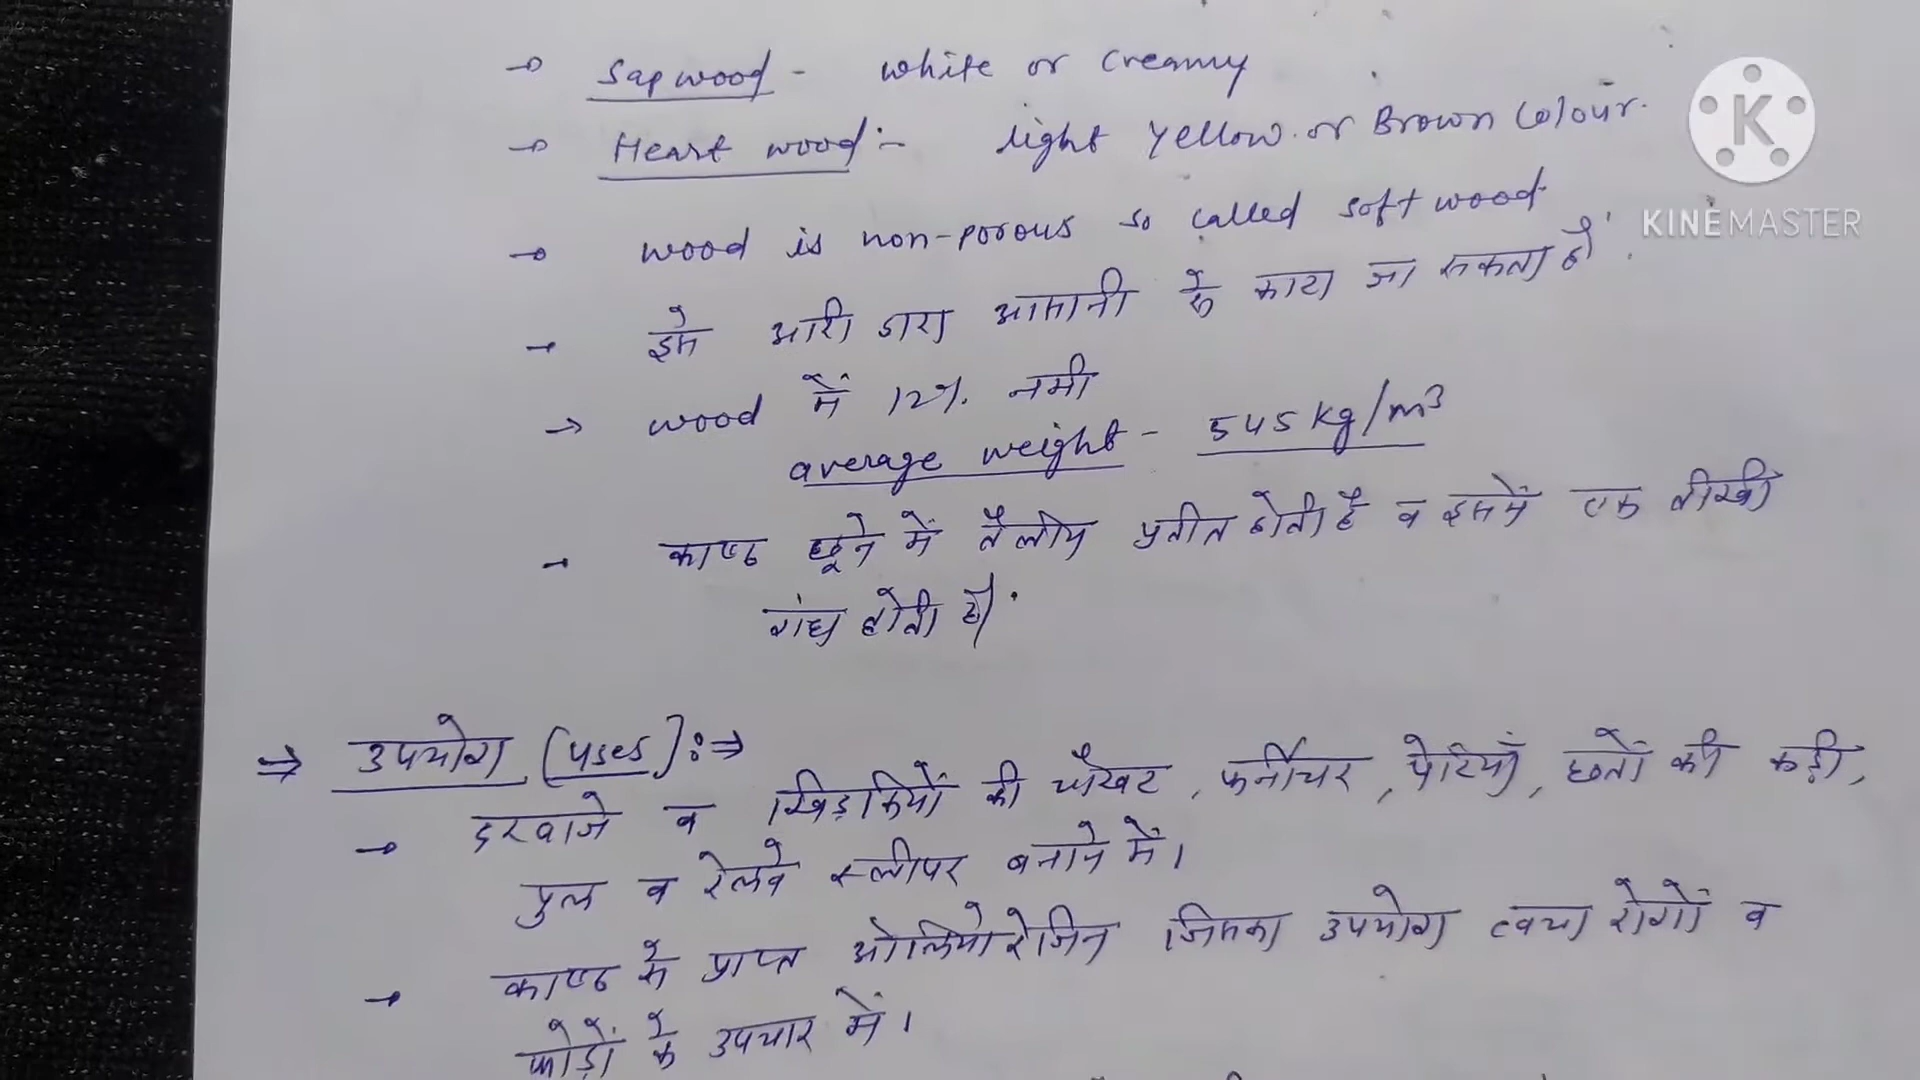 → Sapwood - white or Creamy
→ Heart wood :- light Yellow or Brown Colour.
→ wood is non-porous so called softwood
→ इसे आरी द्वारा आसानी से काटा जा सकता है।
→ wood में 12% नमी
average weight - 545 kg/m³
→ काष्ठ छूने में तैलीय प्रतीत होती है व इसमें एक तीखी
गंध होती है।
⇒ उपयोग [uses] :⇒
→ दरवाजे व खिड़कियों की चौखट, फर्नीचर, पेटियाँ, छतों की कड़ी,
पुल व रेलवे स्लीपर बनाने में।
→ काष्ठ से प्राप्त ओलियोरेजिन जिसका उपयोग त्वचा रोगों व
फोड़ों के उपचार में।
K
KINEMASTER